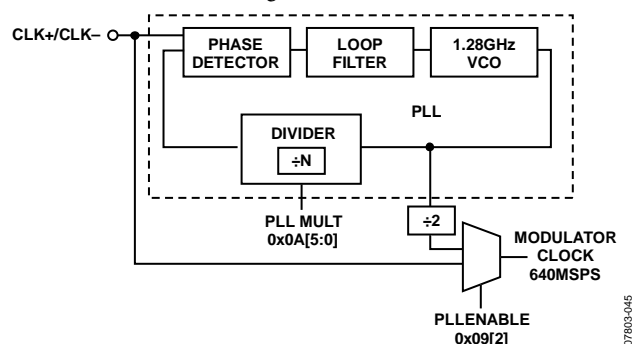 CLK+/CLK–
PHASE
DETECTOR
LOOP
FILTER
1.28GHz
VCO
PLL
DIVIDER
÷N
PLL MULT
0x0A[5:0]
÷2
MODULATOR
CLOCK
640MSPS
PLLENABLE
0x09[2]
07803-045